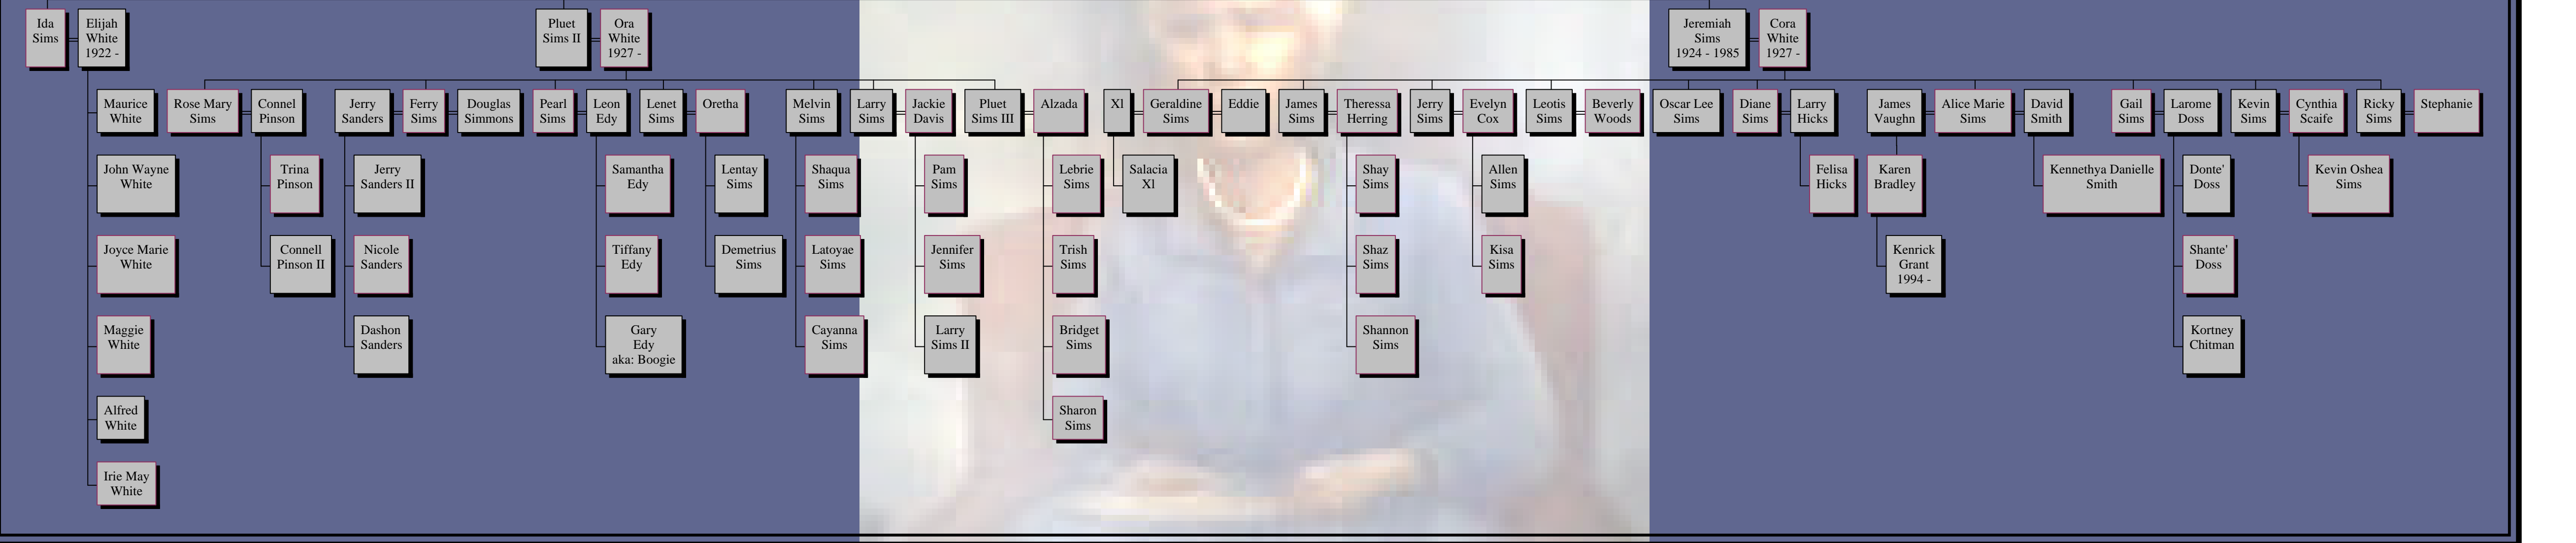 Ida
Sims
Elijah
White
1922 -
Pluet
Sims II
Ora
White
1927 -
Jeremiah
Sims
1924 - 1985
Cora
White
1927 -
Maurice
White
Rose Mary
Sims
Connel
Pinson
Jerry
Sanders
Ferry
Sims
Douglas
Simmons
Pearl
Sims
Leon
Edy
Lenet
Sims
Oretha
Melvin
Sims
Larry
Sims
Jackie
Davis
Pluet
Sims III
Alzada
Xl
Geraldine
Sims
Eddie
James
Sims
Theressa
Herring
Jerry
Sims
Evelyn
Cox
Leotis
Sims
Beverly
Woods
Oscar Lee
Sims
Diane
Sims
Larry
Hicks
James
Vaughn
Alice Marie
Sims
David
Smith
Gail
Sims
Larome
Doss
Kevin
Sims
Cynthia
Scaife
Ricky
Sims
Stephanie
John Wayne
White
Trina
Pinson
Jerry
Sanders II
Samantha
Edy
Lentay
Sims
Shaqua
Sims
Pam
Sims
Lebrie
Sims
Salacia
Xl
Shay
Sims
Allen
Sims
Felisa
Hicks
Karen
Bradley
Kennethya Danielle
Smith
Donte'
Doss
Kevin Oshea
Sims
Joyce Marie
White
Connell
Pinson II
Nicole
Sanders
Tiffany
Edy
Demetrius
Sims
Latoyae
Sims
Jennifer
Sims
Trish
Sims
Shaz
Sims
Kisa
Sims
Kenrick
Grant
1994 -
Shante'
Doss
Maggie
White
Dashon
Sanders
Gary
Edy
aka: Boogie
Cayanna
Sims
Larry
Sims II
Bridget
Sims
Shannon
Sims
Kortney
Chitman
Alfred
White
Sharon
Sims
Irie May
White